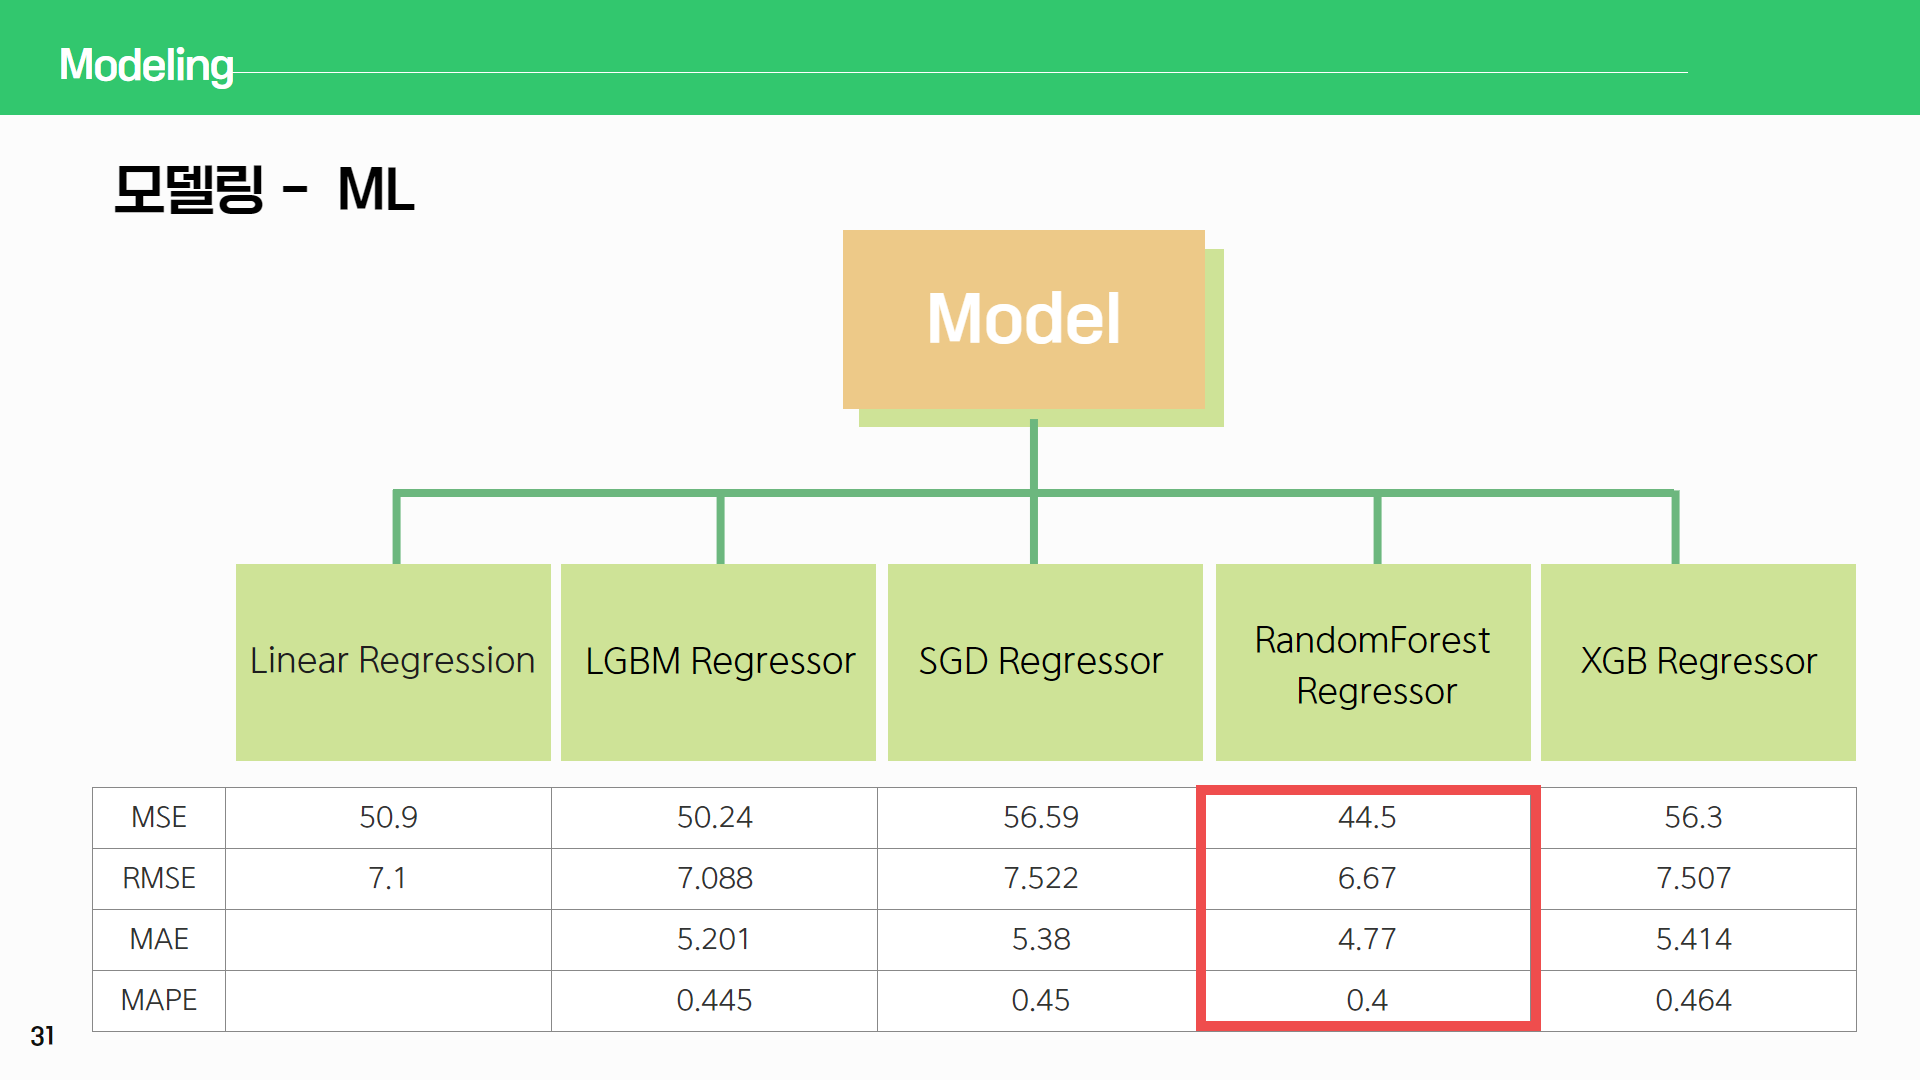 Modeling
모델링 - ML
Model
Linear Regression
LGBM Regressor
SGD Regressor
RandomForest
Regressor
XGB Regressor
MSE 50.9 50.24 56.59 44.5 56.3
RMSE 7.1 7.088 7.522 6.67 7.507
MAE 5.201 5.38 4.77 5.414
MAPE 0.445 0.45 0.4 0.464
31